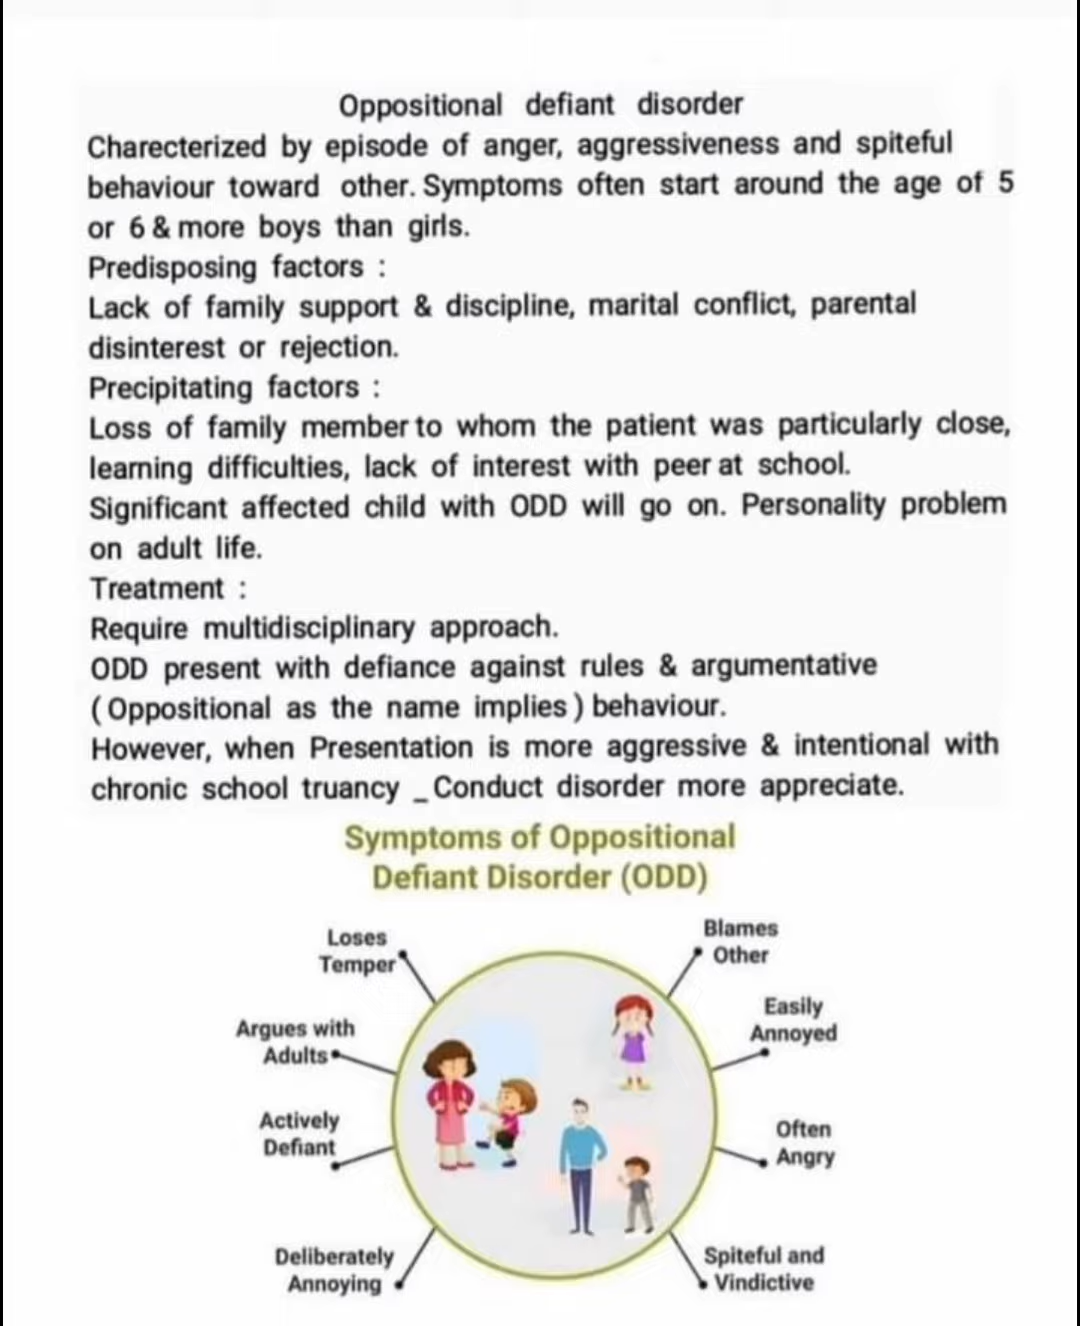 Oppositional defiant disorder
Charecterized by episode of anger, aggressiveness and spiteful
behaviour toward other. Symptoms often start around the age of 5
or 6 & more boys than girls.
Predisposing factors :
Lack of family support & discipline, marital conflict, parental
disinterest or rejection.
Precipitating factors :
Loss of family member to whom the patient was particularly close,
learning difficulties, lack of interest with peer at school.
Significant affected child with ODD will go on. Personality problem
on adult life.
Treatment :
Require multidisciplinary approach.
ODD present with defiance against rules & argumentative
( Oppositional as the name implies ) behaviour.
However, when Presentation is more aggressive & intentional with
chronic school truancy _ Conduct disorder more appreciate.
Symptoms of Oppositional
Defiant Disorder (ODD)
Loses
Temper
Argues with
Adults
Actively
Defiant
Deliberately
Annoying
Blames
Other
Easily
Annoyed
Often
Angry
Spiteful and
Vindictive